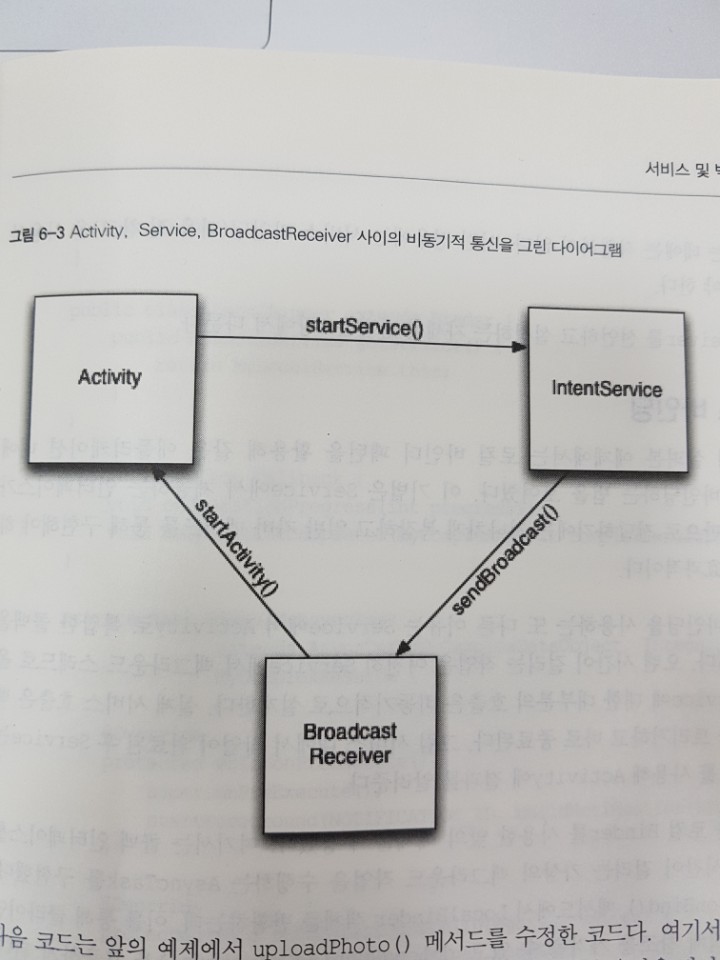 서비스 및
그림 6-3 Activity, Service, BroadcastReceiver 사이의 비동기적 통신을 그린 다이어그램
startService()
Activity
IntentService
startActivity()
sendBroadcast()
Broadcast
Receiver
음 코드는 앞의 예제에서 uploadPhoto() 메서드를 수정한 코드다. 여기서